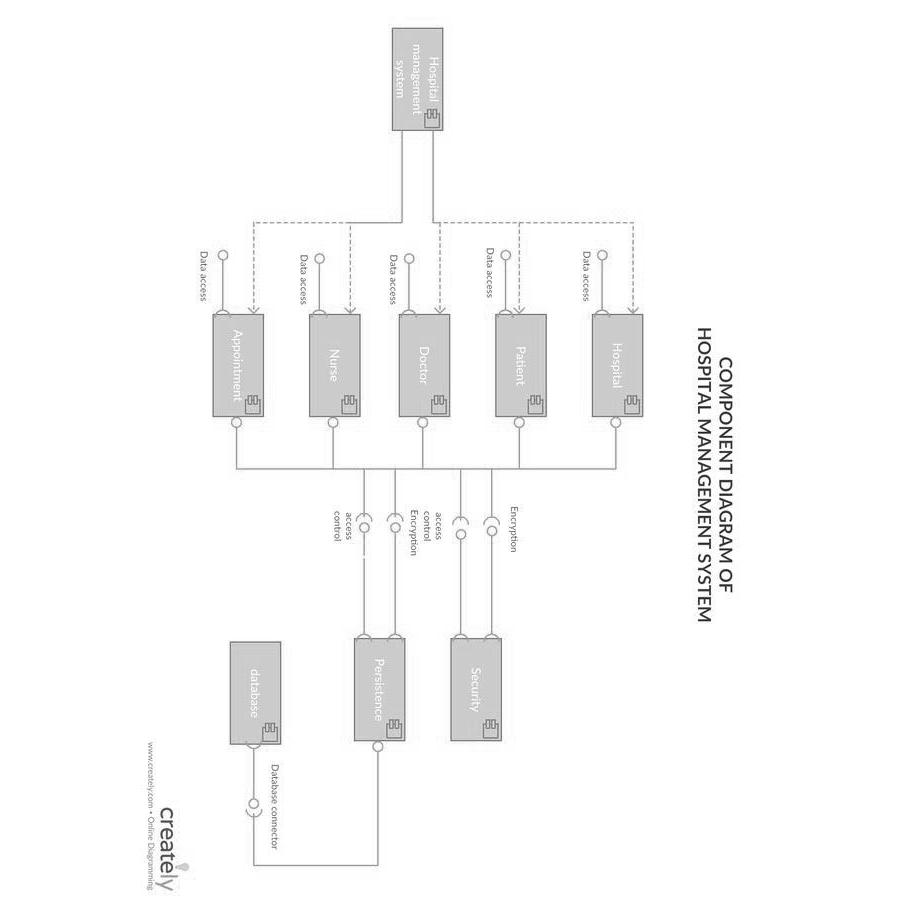 COMPONENT DIAGRAM OF
HOSPITAL MANAGEMENT SYSTEM
Hospital
management
system
Data access
Data access
Data access
Data access
Data access
Hospital
Patient
Doctor
Nurse
Appointment
Encryption
access
control
Encryption
access
control
Security
Persistence
database
Database connector
creately
www.creately.com • Online Diagramming